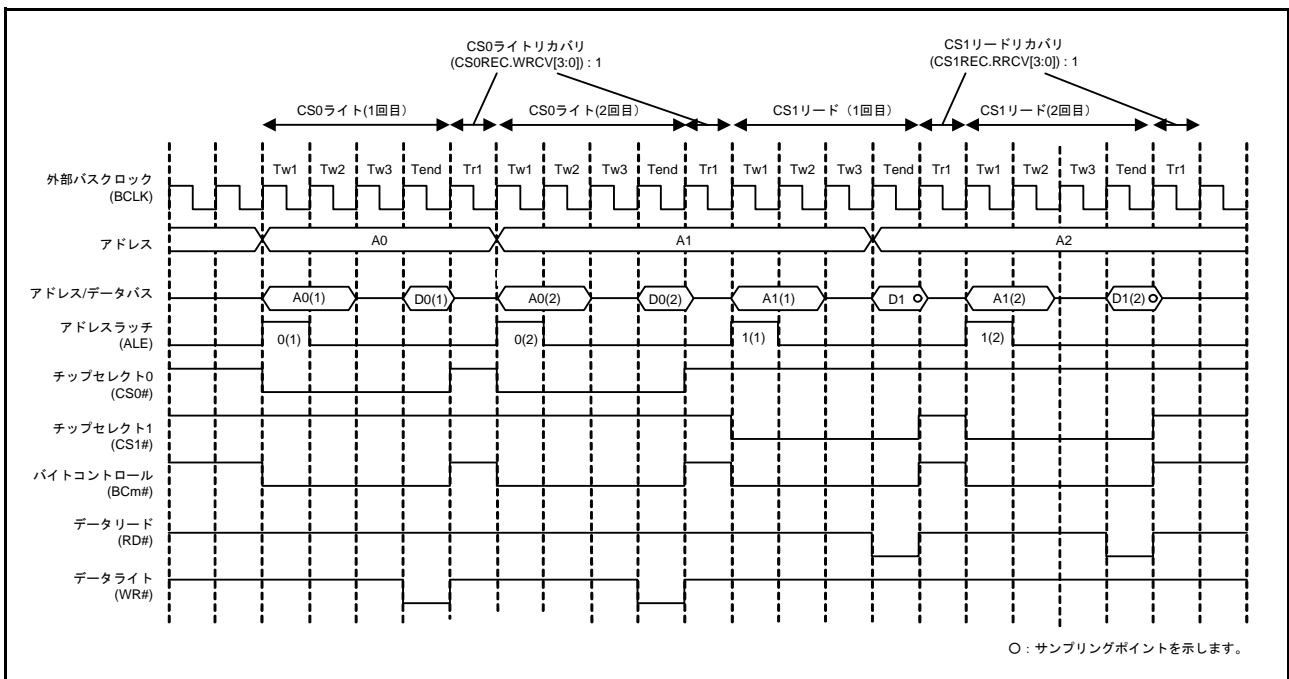 CS0ライトリカバリ
(CS0REC.WRCV[3:0]) : 1
CS1リードリカバリ
(CS1REC.RRCV[3:0]) : 1
CS0ライト(1回目)
CS0ライト(2回目)
CS1リード（1回目）
CS1リード(2回目)
Tw1 Tw2 Tw3 Tend Tr1 Tw1 Tw2 Tw3 Tend Tr1 Tw1 Tw2 Tw3 Tend Tr1 Tw1 Tw2 Tw3 Tend Tr1
外部バスクロック
(BCLK)
アドレス
A0 A1 A2
アドレス/データバス
A0(1) D0(1) A0(2) D0(2) A1(1) D1 A1(2) D1(2)
アドレスラッチ
(ALE)
0(1) 0(2) 1(1) 1(2)
チップセレクト0
(CS0#)
チップセレクト1
(CS1#)
バイトコントロール
(BCm#)
データリード
(RD#)
データライト
(WR#)
○：サンプリングポイントを示します。